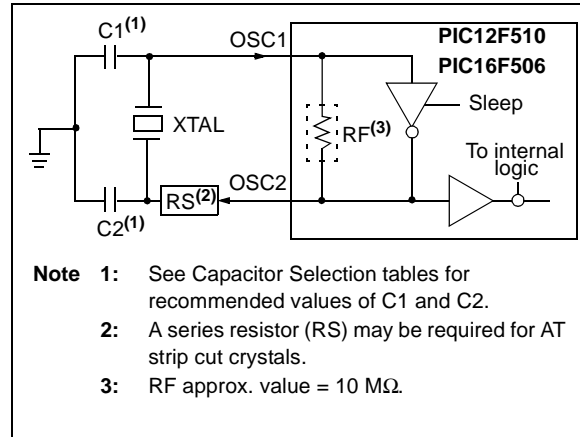 C1(1)
OSC1
PIC12F510
PIC16F506
Sleep
XTAL
RF(3)
To internal
logic
OSC2
RS(2)
C2(1)
Note 1: See Capacitor Selection tables for
recommended values of C1 and C2.
2: A series resistor (RS) may be required for AT
strip cut crystals.
3: RF approx. value = 10 MΩ.